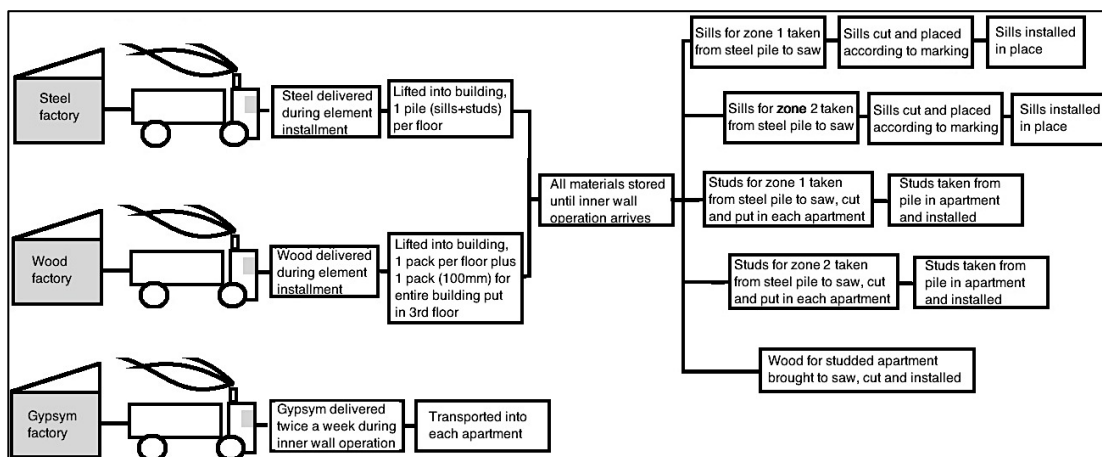 Steel
factory
Steel delivered
during element
installment
Lifted into building,
1 pile (sills+studs)
per floor
Wood
factory
Wood delivered
during element
installment
Lifted into building,
1 pack per floor plus
1 pack (100mm) for
entire building put
in 3rd floor
Gypsym
factory
Gypsym delivered
twice a week during
inner wall operation
Transported into
each apartment
All materials stored
until inner wall
operation arrives
Sills for zone 1 taken
from steel pile to saw
Sills cut and placed
according to marking
Sills installed
in place
Sills for zone 2 taken
from steel pile to saw
Sills cut and placed
according to marking
Sills installed
in place
Studs for zone 1 taken
from steel pile to saw, cut
and put in each apartment
Studs taken from
pile in apartment
and installed
Studs for zone 2 taken
from steel pile to saw, cut
and put in each apartment
Studs taken from
pile in apartment
and installed
Wood for studded apartment
brought to saw, cut and installed